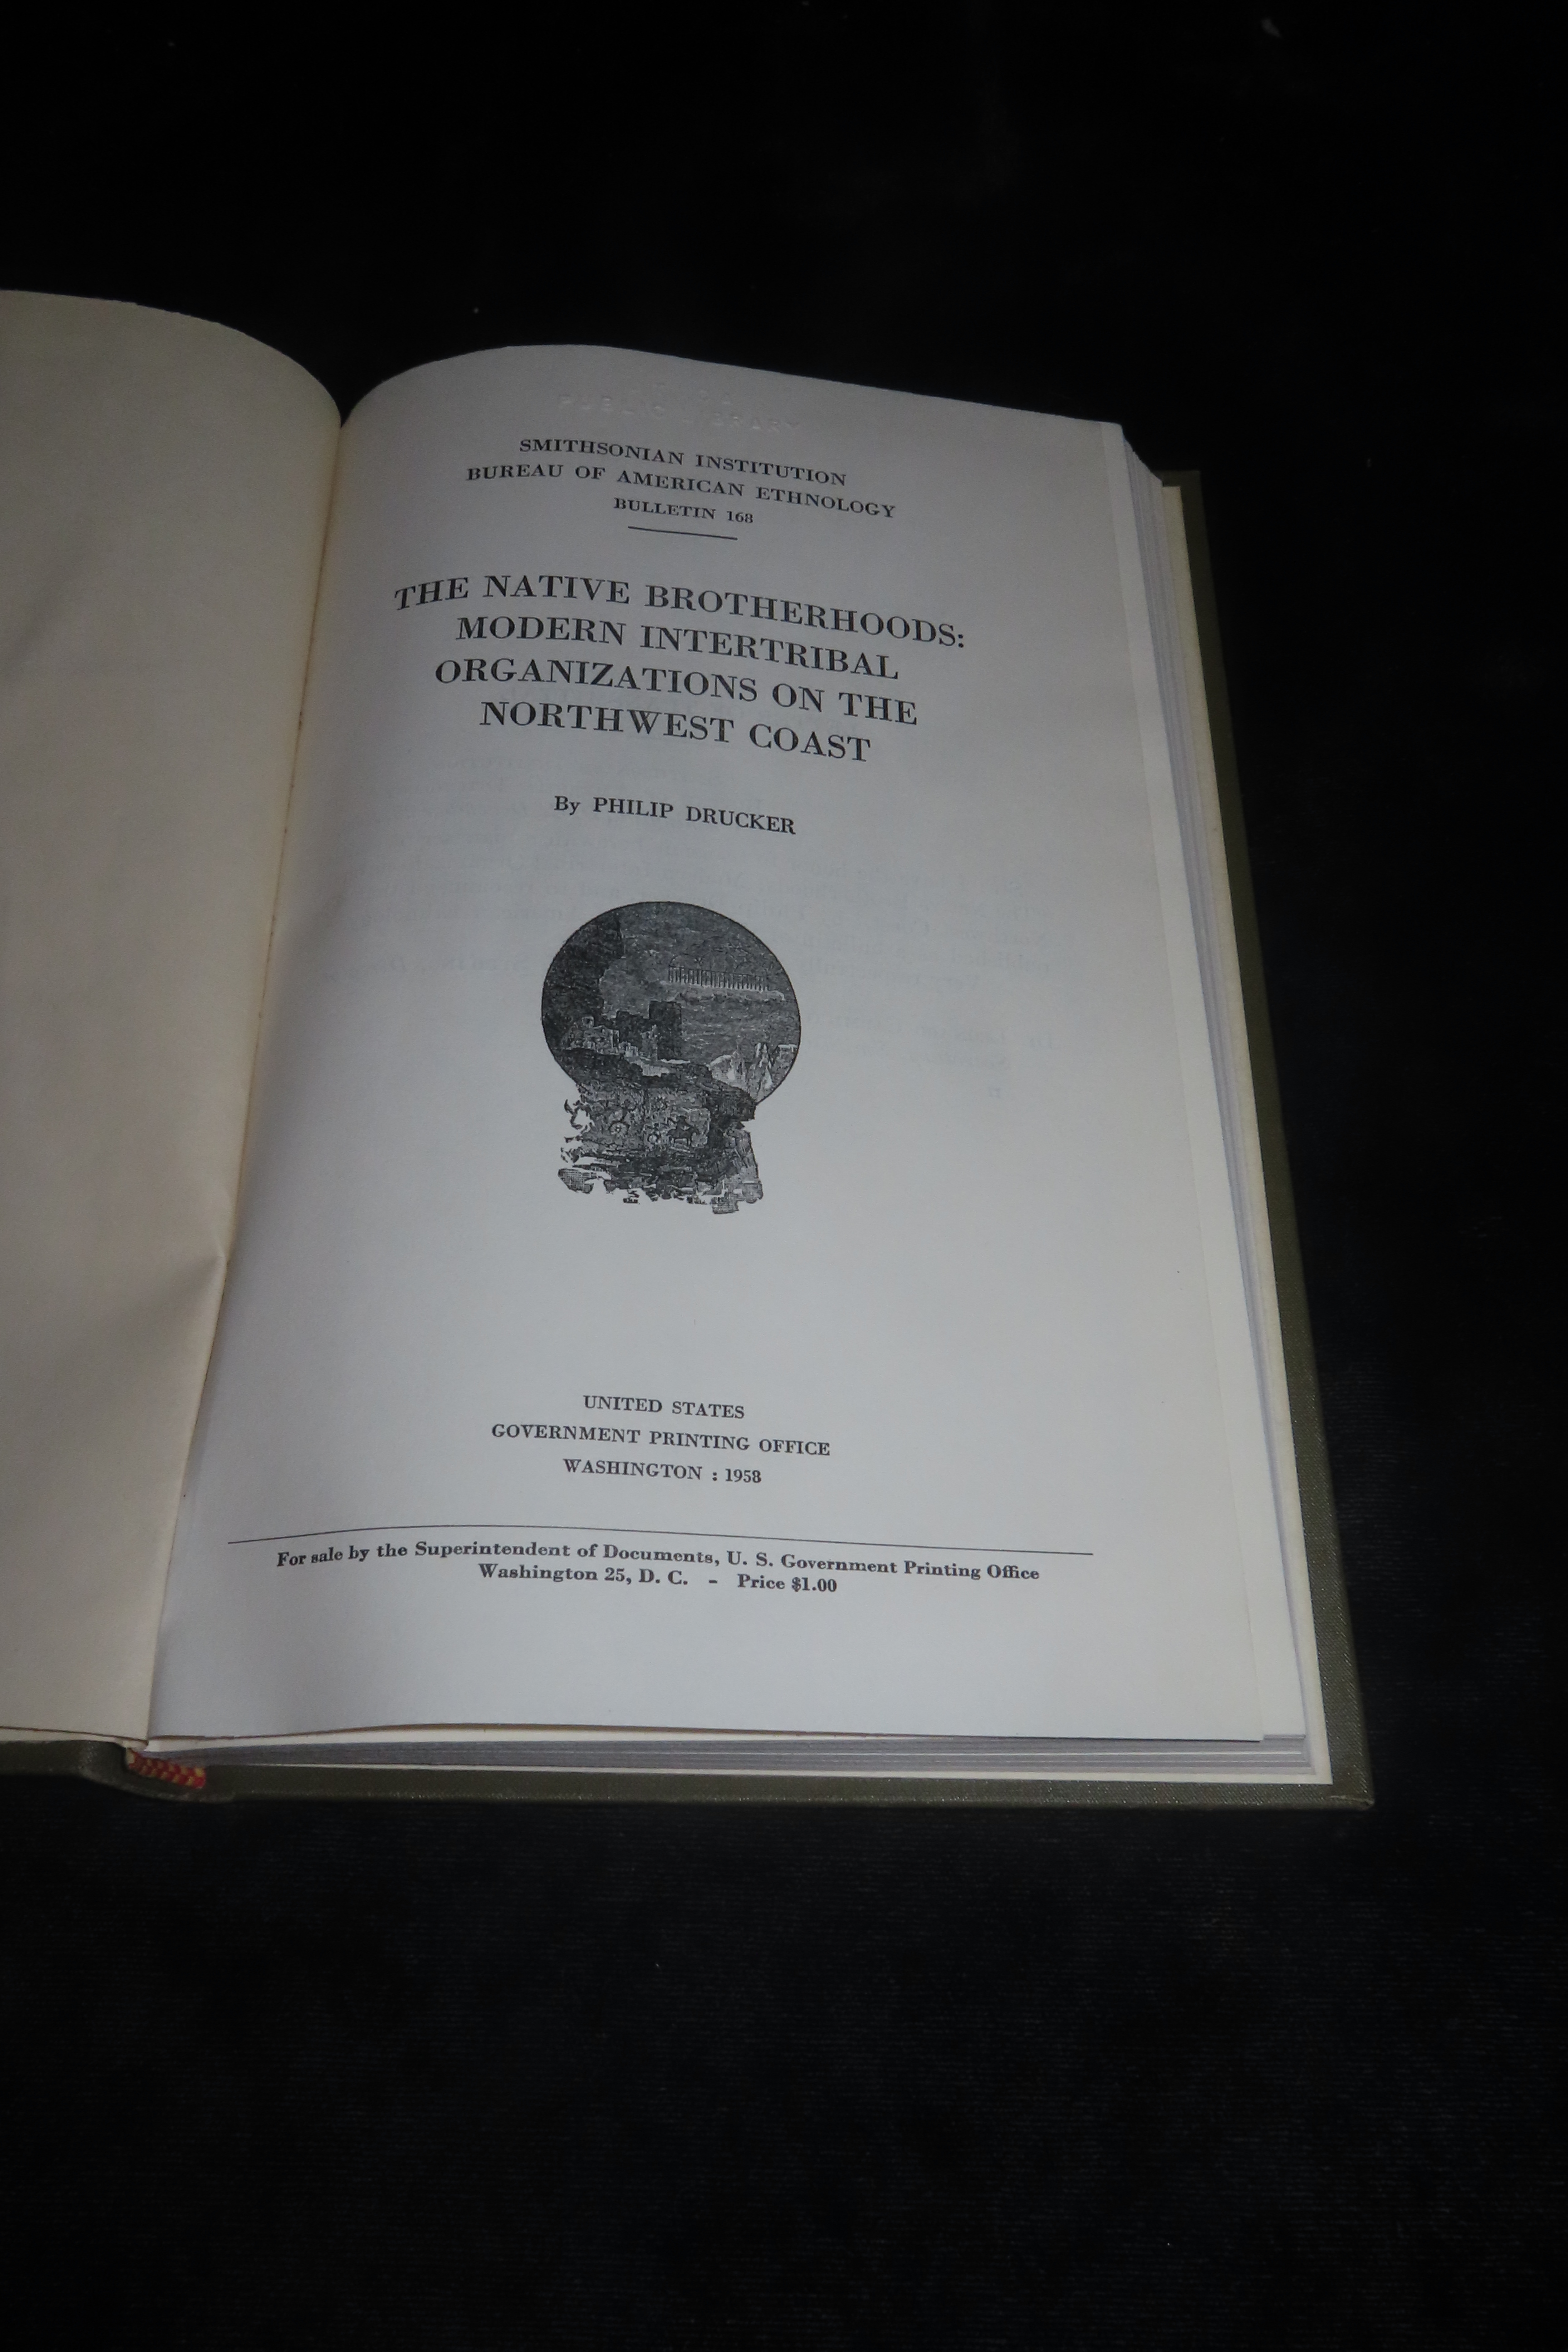 PUBLIC LIBRARY
SMITHSONIAN INSTITUTION
BUREAU OF AMERICAN ETHNOLOGY
BULLETIN 168
THE NATIVE BROTHERHOODS:
MODERN INTERTRIBAL
ORGANIZATIONS ON THE
NORTHWEST COAST
By PHILIP DRUCKER
UNITED STATES
GOVERNMENT PRINTING OFFICE
WASHINGTON : 1958
For sale by the Superintendent of Documents, U. S. Government Printing Office
Washington 25, D. C. - Price $1.00